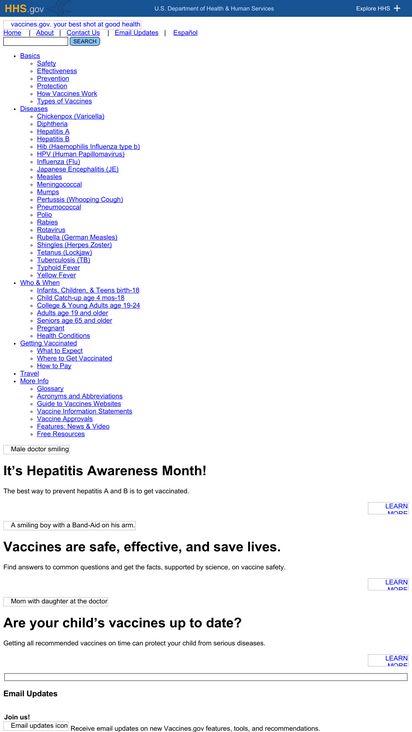 HHS.gov
U.S. Department of Health & Human Services
Explore HHS +
vaccines.gov. your best shot at good health
Home | About | Contact Us | Email Updates | Español
SEARCH
Basics
Safety
Effectiveness
Prevention
Protection
How Vaccines Work
Types of Vaccines
Diseases
Chickenpox (Varicella)
Diphtheria
Hepatitis A
Hepatitis B
Hib (Haemophilis Influenza type b)
HPV (Human Papillomavirus)
Influenza (Flu)
Japanese Encephalitis (JE)
Measles
Meningococcal
Mumps
Pertussis (Whooping Cough)
Pneumococcal
Polio
Rabies
Rotavirus
Rubella (German Measles)
Shingles (Herpes Zoster)
Tetanus (Lockjaw)
Tuberculosis (TB)
Typhoid Fever
Yellow Fever
Who & When
Infants, Children, & Teens birth-18
Child Catch-up age 4 mos-18
College & Young Adults age 19-24
Adults age 19 and older
Seniors age 65 and older
Pregnant
Health Conditions
Getting Vaccinated
What to Expect
Where to Get Vaccinated
How to Pay
Travel
More Info
Glossary
Acronyms and Abbreviations
Guide to Vaccines Websites
Vaccine Information Statements
Vaccine Approvals
Features: News & Video
Free Resources
Male doctor smiling
It's Hepatitis Awareness Month!
The best way to prevent hepatitis A and B is to get vaccinated.
LEARN
MORE
A smiling boy with a Band-Aid on his arm.
Vaccines are safe, effective, and save lives.
Find answers to common questions and get the facts, supported by science, on vaccine safety.
LEARN
MORE
Mom with daughter at the doctor
Are your child's vaccines up to date?
Getting all recommended vaccines on time can protect your child from serious diseases.
LEARN
MORE
Email Updates
Join us!
Email updates icon Receive email updates on new Vaccines.gov features, tools, and recommendations.